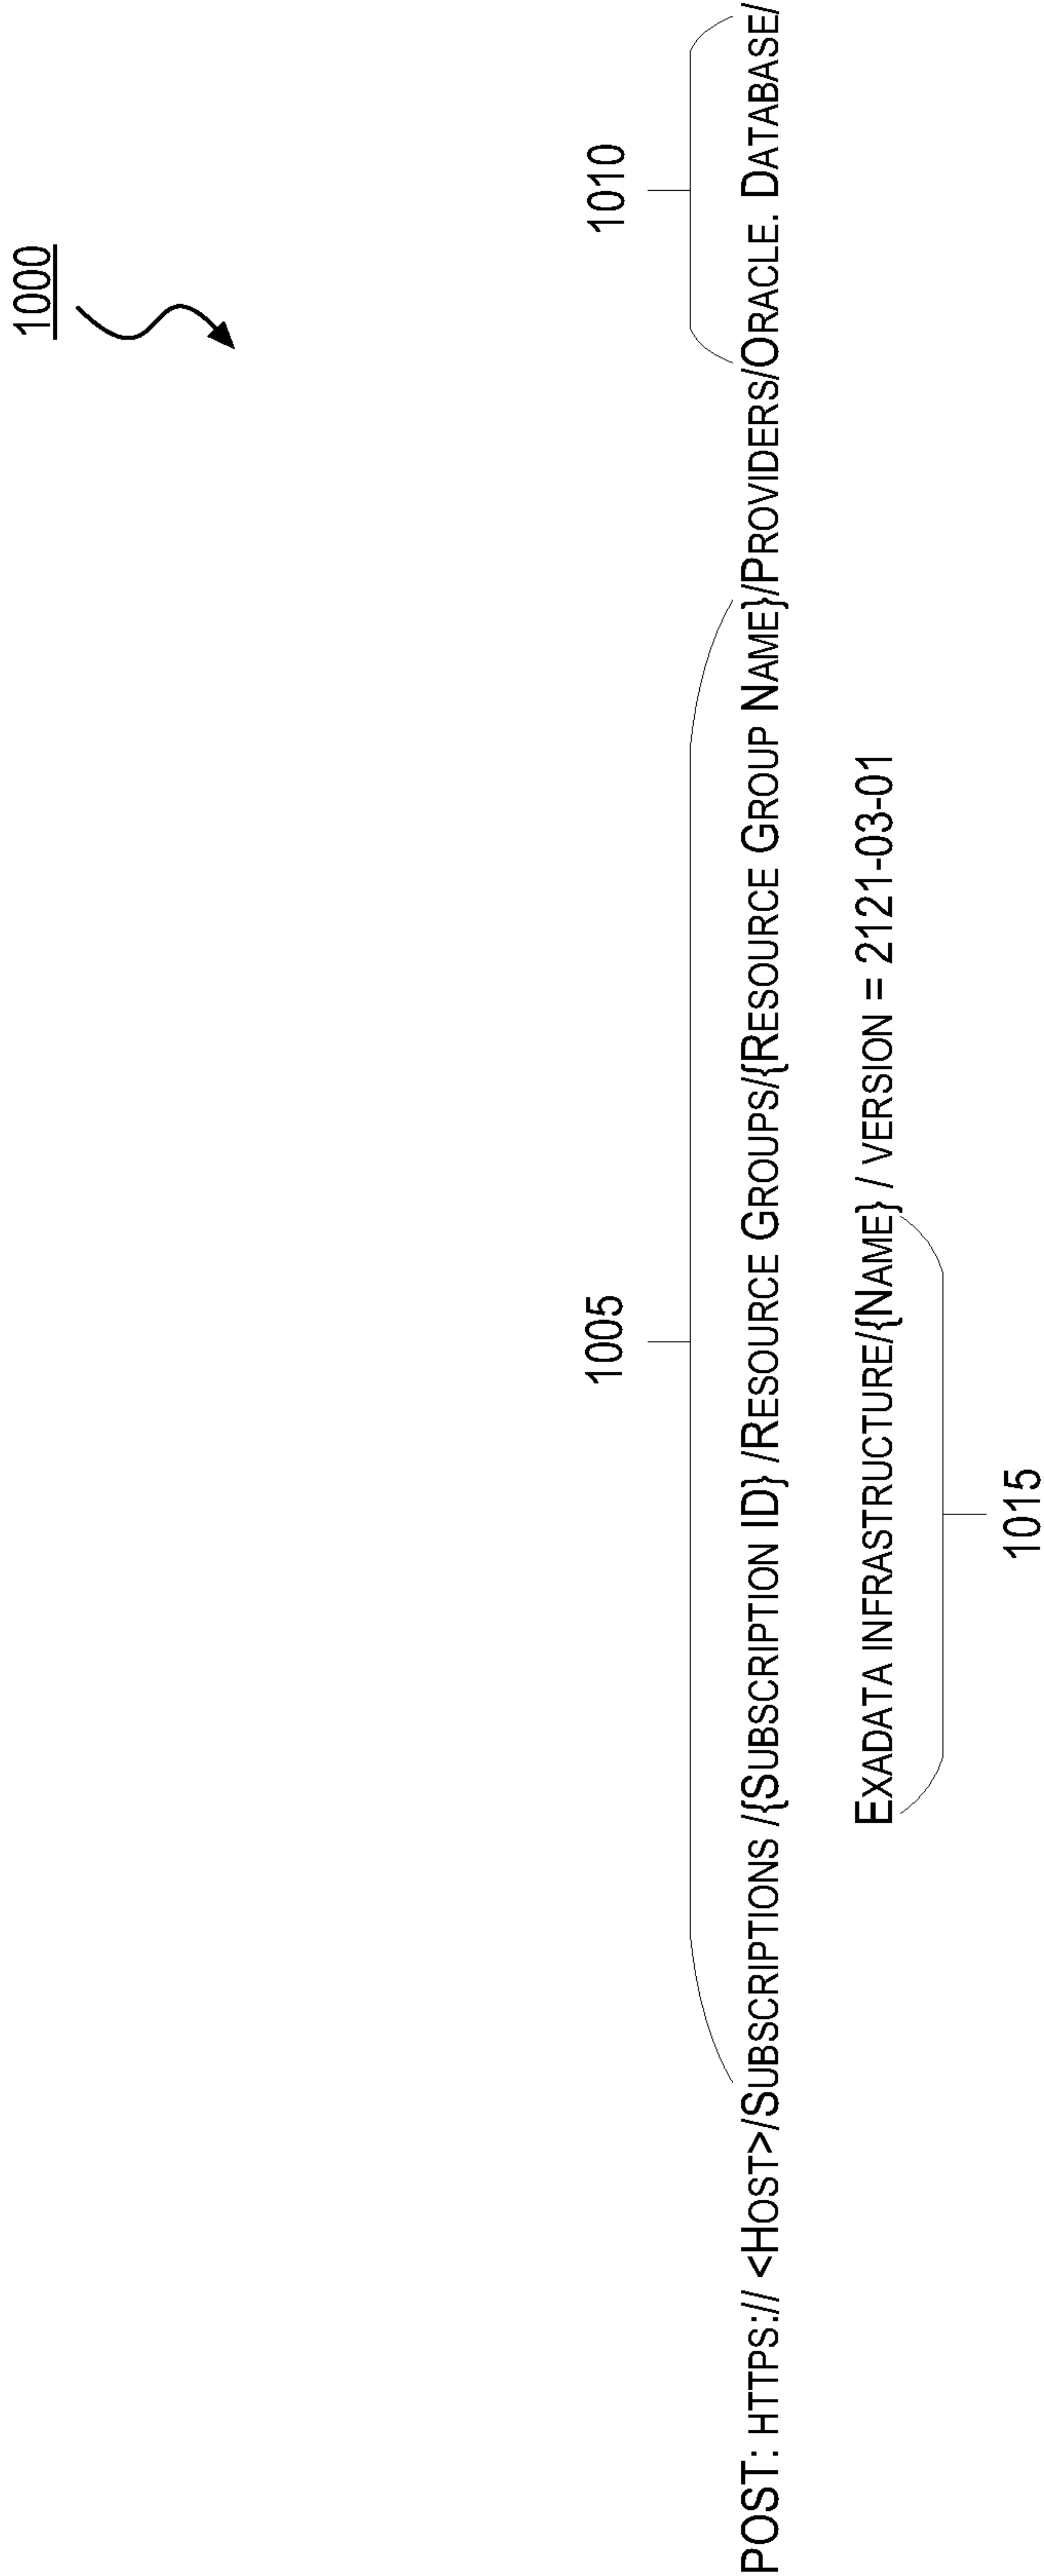 1000
1005
1010
POST: HTTPS:// <HOST>/SUBSCRIPTIONS /{SUBSCRIPTION ID} /RESOURCE GROUPS/{RESOURCE GROUP NAME}/PROVIDERS/ORACLE. DATABASE/
EXADATA INFRASTRUCTURE/{NAME} / VERSION = 2121-03-01
1015